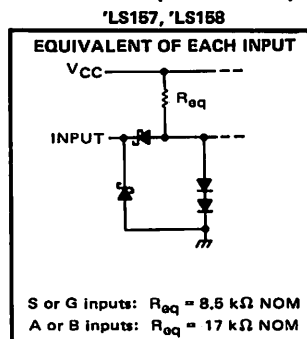 'LS157, 'LS158
EQUIVALENT OF EACH INPUT
VCC
Req
INPUT
S or G inputs: Req = 8.5 kΩ NOM
A or B inputs: Req = 17 kΩ NOM